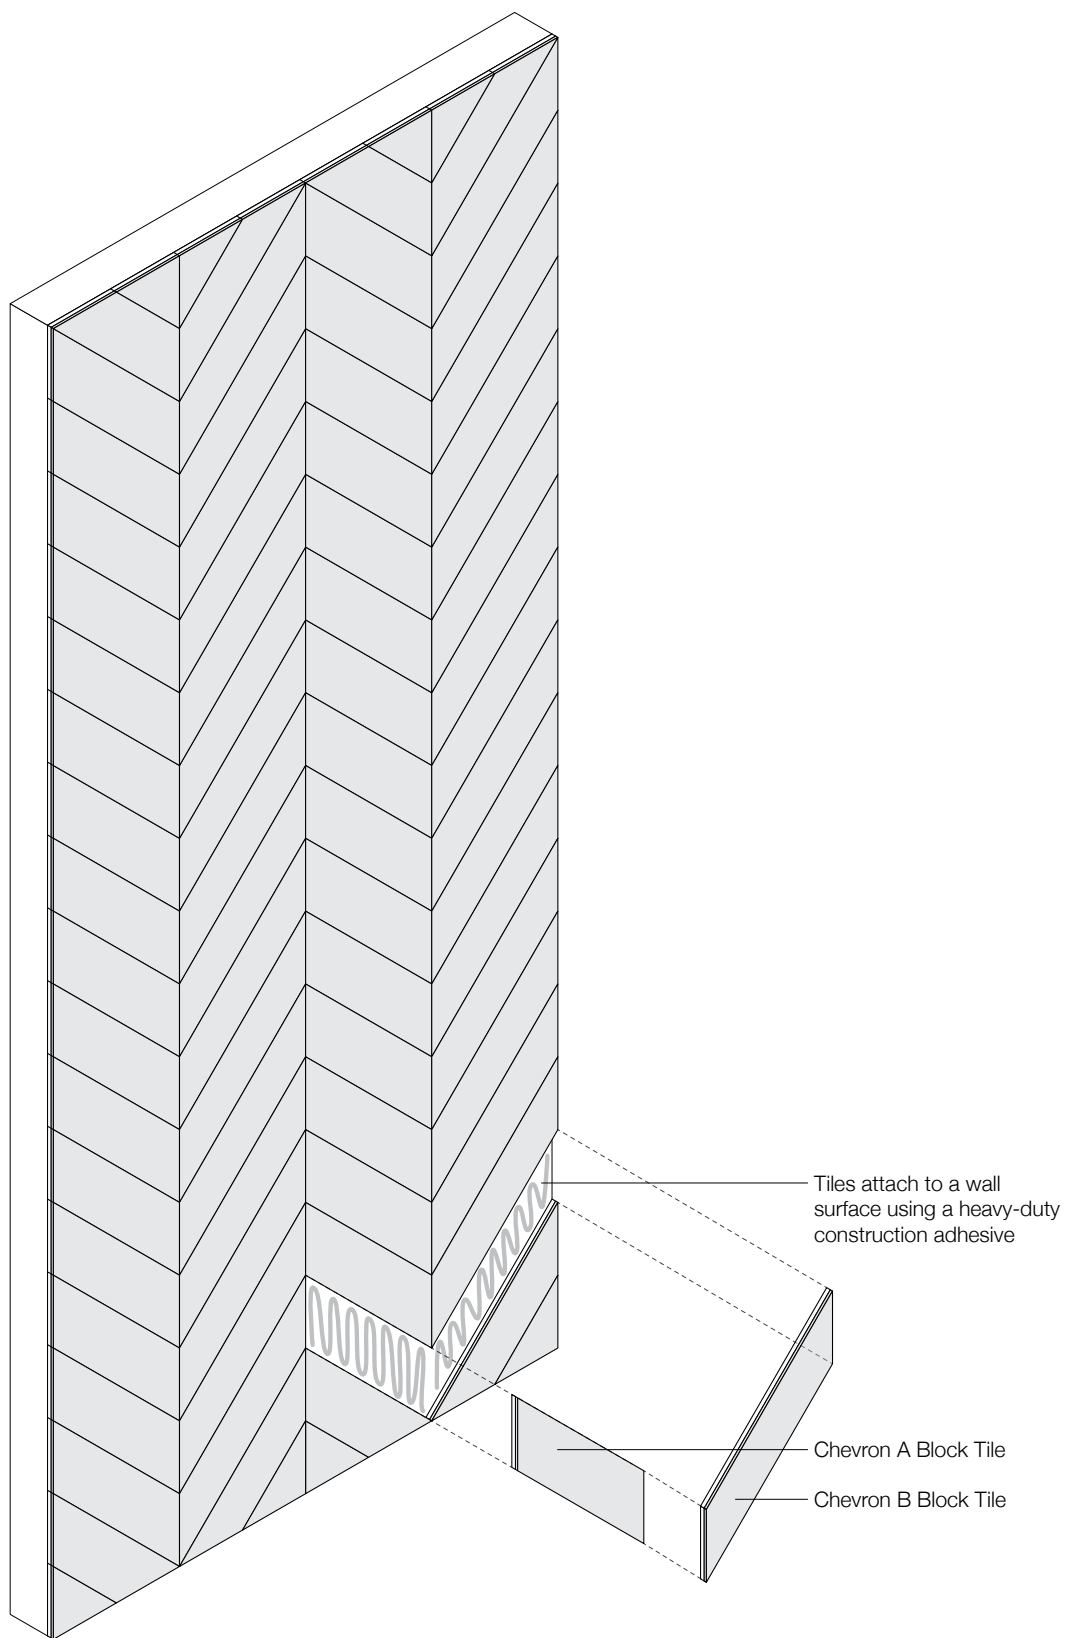 Tiles attach to a wall
surface using a heavy-duty
construction adhesive
Chevron A Block Tile
Chevron B Block Tile